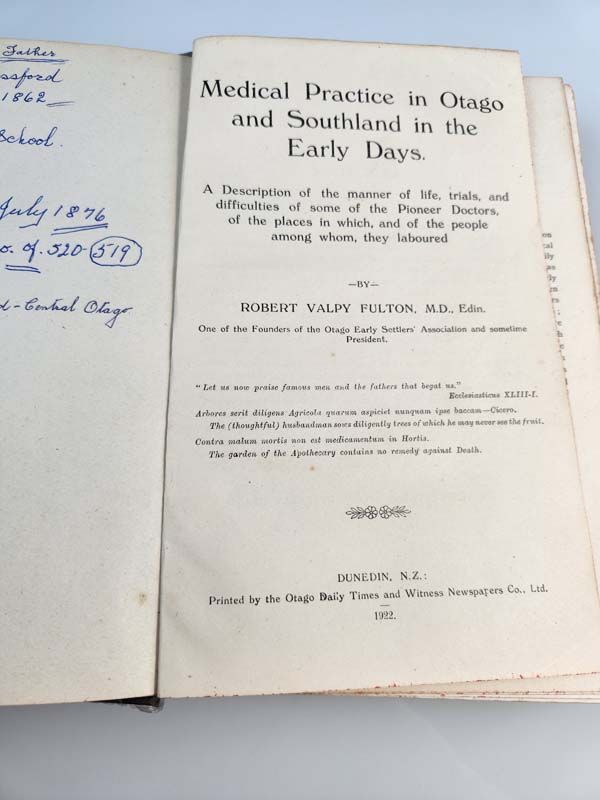 Father
ssford
1862
School.
July 1876
o. of. 520-519
d-Central Otago
Medical Practice in Otago
and Southland in the
Early Days.
A Description of the manner of life, trials, and
difficulties of some of the Pioneer Doctors,
of the places in which, and of the people
among whom, they laboured
—BY—
ROBERT VALPY FULTON, M.D., Edin.
One of the Founders of the Otago Early Settlers' Association and sometime
President.
"Let us now praise famous men and the fathers that begat us."
Ecclesiasticus XLIII-I.
Arbores serit diligens Agricola quarum aspiciet nunquam ipse baccam—Cicero.
The (thoughtful) husbandman sows diligently trees of which he may never see the fruit.
Contra malum mortis non est medicamentum in Hortis.
The garden of the Apothecary contains no remedy against Death.
DUNEDIN, N.Z.:
Printed by the Otago Daily Times and Witness Newspapers Co., Ltd.
1922.